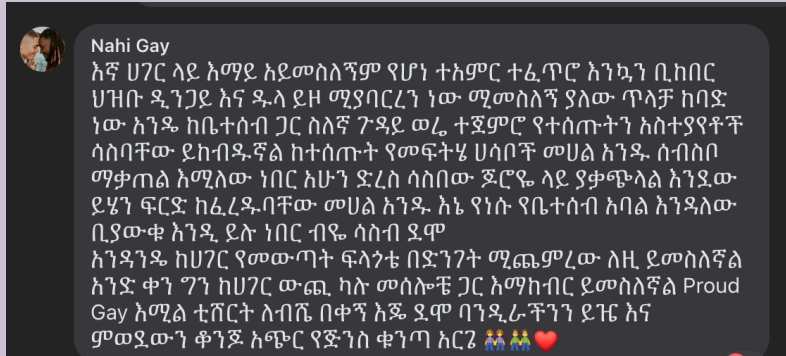 Nahi Gay
እኛ ሀገር ላይ እማይ አይመስለኝም የሆነ ተአምር ተፈጥሮ እንኳን ቢከበር
ህዝቡ ዲንጋይ እና ዱላ ይዞ ሚያባርረን ነው ሚመስለኝ ያለው ጥላቻ ከባድ
ነው አንዴ ከቤተሰብ ጋር ስለኛ ጉዳይ ወሬ ተጀምሮ የተሰጡትን አስተያየቶች
ሳስባቸው ይከብዱኛል ከተሰጡት የመፍትሄ ሀሳቦች መሀል አንዱ ሰብስቦ
ማቃጠል እሚለው ነበር አሁን ድረስ ሳስበው ጆሮዬ ላይ ያቃጭላል እንደው
ይሄን ፍርድ ከፈረዱባቸው መሀል አንዱ እኔ የነሱ የቤተሰብ አባል እንዳለው
ቢያውቁ እንዲ ይሉ ነበር ብዬ ሳስብ ደሞ
አንዳንዴ ከሀገር የመውጣት ፍላጎቴ በድንገት ሚጨምረው ለዚ ይመስለኛል
አንድ ቀን ግን ከሀገር ውጪ ካሉ መሰሎቼ ጋር እማከብር ይመስለኛል Proud
Gay እሚል ቲሸርት ለብሼ በቀኝ እጄ ደሞ ባንዲራችንን ይዤ እና
ምወደውን ቆንጆ አጭር የጅንስ ቁንጣ አርጌ 👫👬❤️